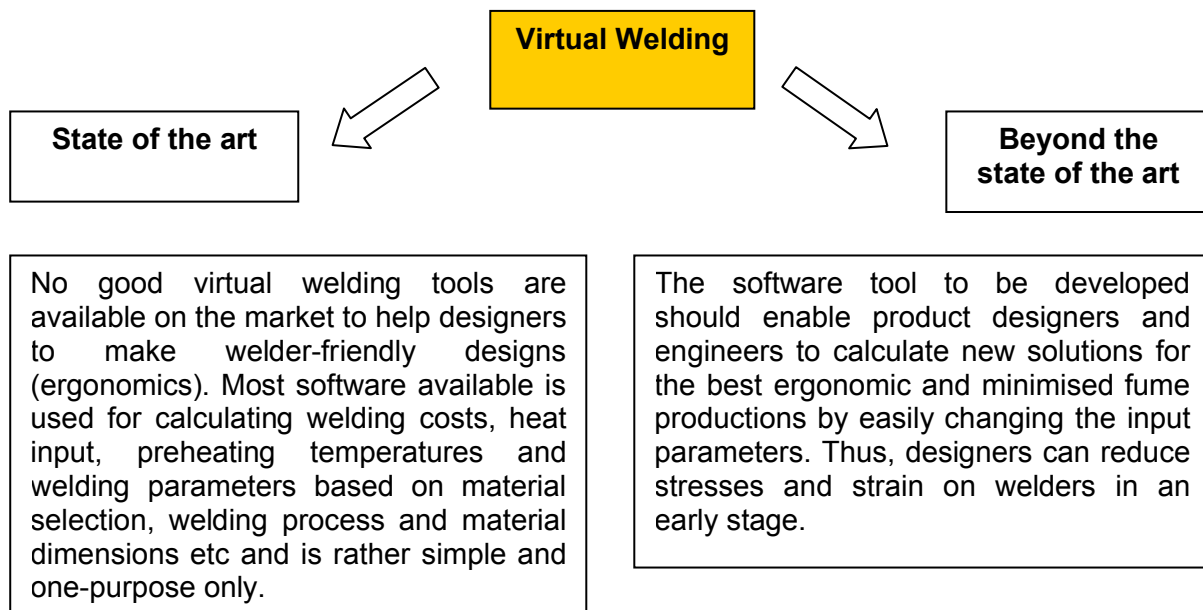 Virtual Welding
State of the art
Beyond the
state of the art
No good virtual welding tools are
available on the market to help designers
to make welder-friendly designs
(ergonomics). Most software available is
used for calculating welding costs, heat
input, preheating temperatures and
welding parameters based on material
selection, welding process and material
dimensions etc and is rather simple and
one-purpose only.
The software tool to be developed
should enable product designers and
engineers to calculate new solutions for
the best ergonomic and minimised fume
productions by easily changing the input
parameters. Thus, designers can reduce
stresses and strain on welders in an
early stage.